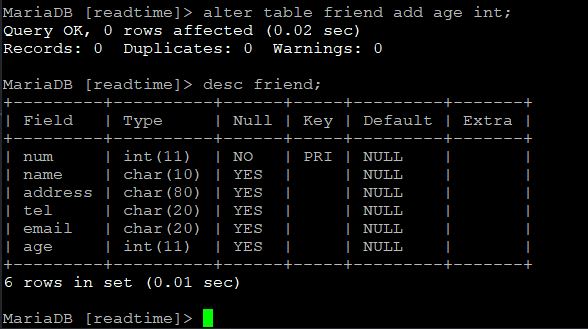 MariaDB [readtime]> alter table friend add age int;
Query OK, 0 rows affected (0.02 sec)
Records: 0  Duplicates: 0  Warnings: 0

MariaDB [readtime]> desc friend;
+---------+----------+------+-----+---------+-------+
| Field   | Type     | Null | Key | Default | Extra |
+---------+----------+------+-----+---------+-------+
| num     | int(11)  | NO   | PRI | NULL    |       |
| name    | char(10) | YES  |     | NULL    |       |
| address | char(80) | YES  |     | NULL    |       |
| tel     | char(20) | YES  |     | NULL    |       |
| email   | char(20) | YES  |     | NULL    |       |
| age     | int(11)  | YES  |     | NULL    |       |
+---------+----------+------+-----+---------+-------+
6 rows in set (0.01 sec)

MariaDB [readtime]>